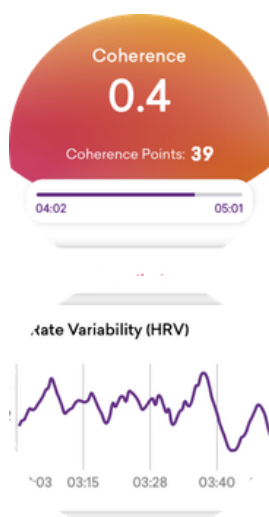 Coherence
0.4
Coherence Points: 39
04:02 05:01
Rate Variability (HRV)
:03 03:15 03:28 03:40